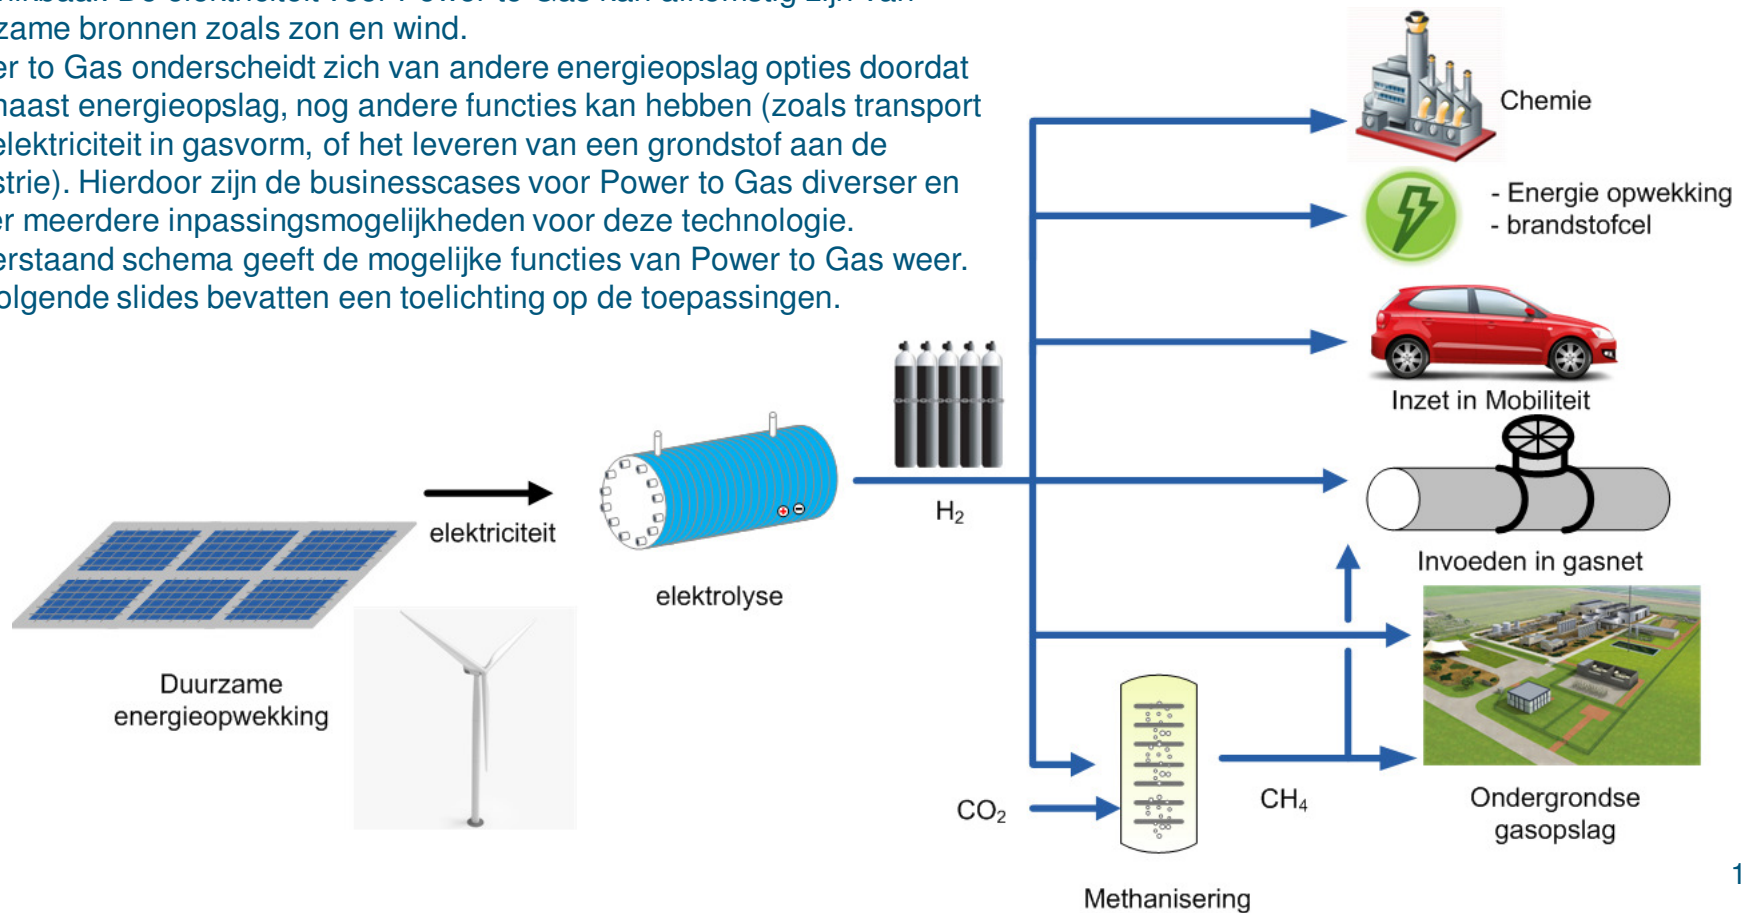 zame bronnen zoals zon en wind.
er to Gas onderscheidt zich van andere energieopslag opties doordat
naast energieopslag, nog andere functies kan hebben (zoals transport
elektriciteit in gasvorm, of het leveren van een grondstof aan de
strie). Hierdoor zijn de businesscases voor Power to Gas diverser en
er meerdere inpassingsmogelijkheden voor deze technologie.
erstaand schema geeft de mogelijke functies van Power to Gas weer.
olgende slides bevatten een toelichting op de toepassingen.
Chemie
- Energie opwekking
- brandstofcel
Inzet in Mobiliteit
H₂
elektriciteit
Invoeden in gasnet
elektrolyse
Duurzame
energieopwekking
CO₂
CH₄
Ondergrondse
gasopslag
Methanisering
1